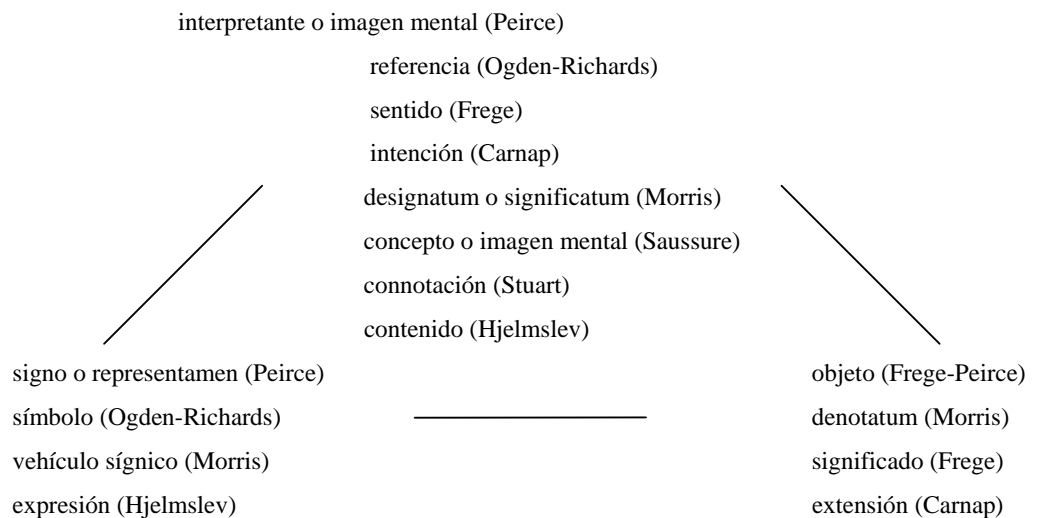 interpretante o imagen mental (Peirce)
referencia (Ogden-Richards)
sentido (Frege)
intención (Carnap)
designatum o significatum (Morris)
concepto o imagen mental (Saussure)
connotación (Stuart)
contenido (Hjelmslev)
signo o representamen (Peirce)
símbolo (Ogden-Richards)
vehículo sígnico (Morris)
expresión (Hjelmslev)
objeto (Frege-Peirce)
denotatum (Morris)
significado (Frege)
extensión (Carnap)